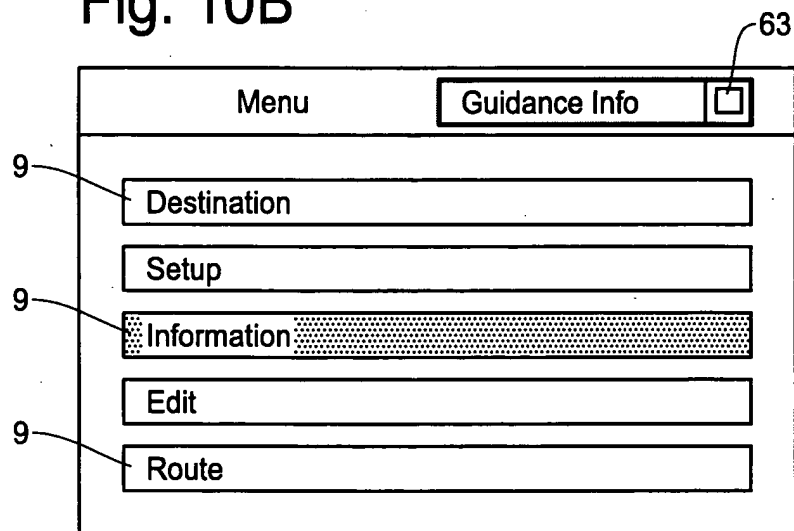 Fig. 10B
63
Menu Guidance Info
9
Destination
Setup
9
Information
Edit
9
Route